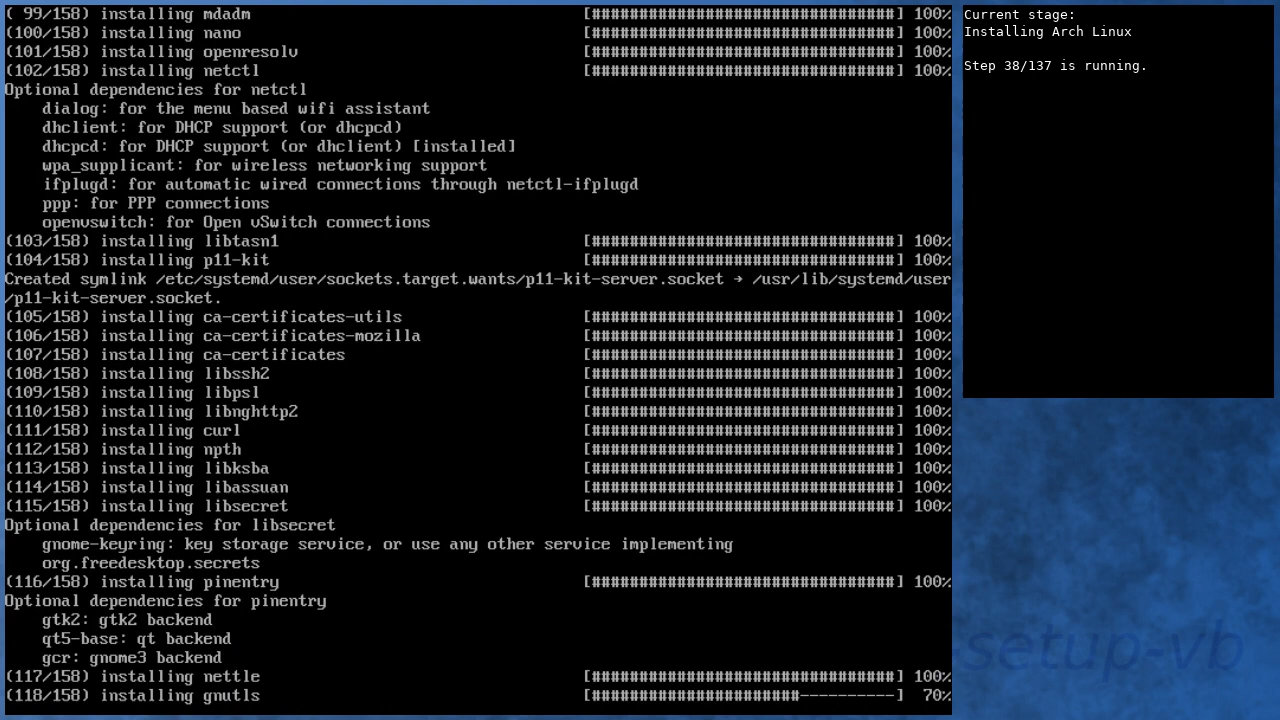 ( 99/158) installing mdadm [################################] 100%
(100/158) installing nano [################################] 100%
(101/158) installing openresolv [################################] 100%
(102/158) installing netctl [################################] 100%
Optional dependencies for netctl
dialog: for the menu based wifi assistant
dhclient: for DHCP support (or dhcpcd)
dhcpcd: for DHCP support (or dhclient) [installed]
wpa_supplicant: for wireless networking support
ifplugd: for automatic wired connections through netctl-ifplugd
ppp: for PPP connections
openvswitch: for Open vSwitch connections
(103/158) installing libtasn1 [################################] 100%
(104/158) installing p11-kit [################################] 100%
Created symlink /etc/systemd/user/sockets.target.wants/p11-kit-server.socket → /usr/lib/systemd/user
/p11-kit-server.socket.
(105/158) installing ca-certificates-utils [################################] 100%
(106/158) installing ca-certificates-mozilla [################################] 100%
(107/158) installing ca-certificates [################################] 100%
(108/158) installing libssh2 [################################] 100%
(109/158) installing libpsl [################################] 100%
(110/158) installing libnghttp2 [################################] 100%
(111/158) installing curl [################################] 100%
(112/158) installing npth [################################] 100%
(113/158) installing libksba [################################] 100%
(114/158) installing libassuan [################################] 100%
(115/158) installing libsecret [################################] 100%
Optional dependencies for libsecret
gnome-keyring: key storage service, or use any other service implementing
org.freedesktop.secrets
(116/158) installing pinentry [################################] 100%
Optional dependencies for pinentry
gtk2: gtk2 backend
qt5-base: qt backend
gcr: gnome3 backend
(117/158) installing nettle [################################] 100%
(118/158) installing gnutls [######################----------] 70%
Current stage:
Installing Arch Linux
Step 38/137 is running.
-setup-vb